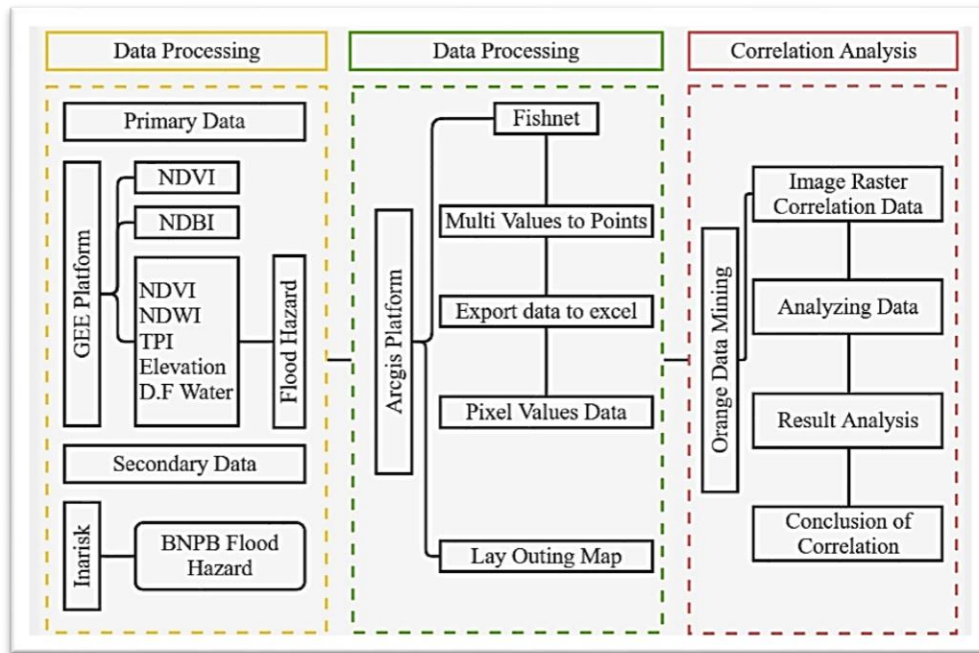 Data Processing
Primary Data
GEE Platform
NDVI
NDBI
NDVI
NDWI
TPI
Elevation
D.F Water
Flood Hazard
Secondary Data
Inarisk
BNPB Flood
Hazard
Data Processing
Arcgis Platform
Fishnet
Multi Values to Points
Export data to excel
Pixel Values Data
Lay Outing Map
Correlation Analysis
Orange Data Mining
Image Raster
Correlation Data
Analyzing Data
Result Analysis
Conclusion of
Correlation